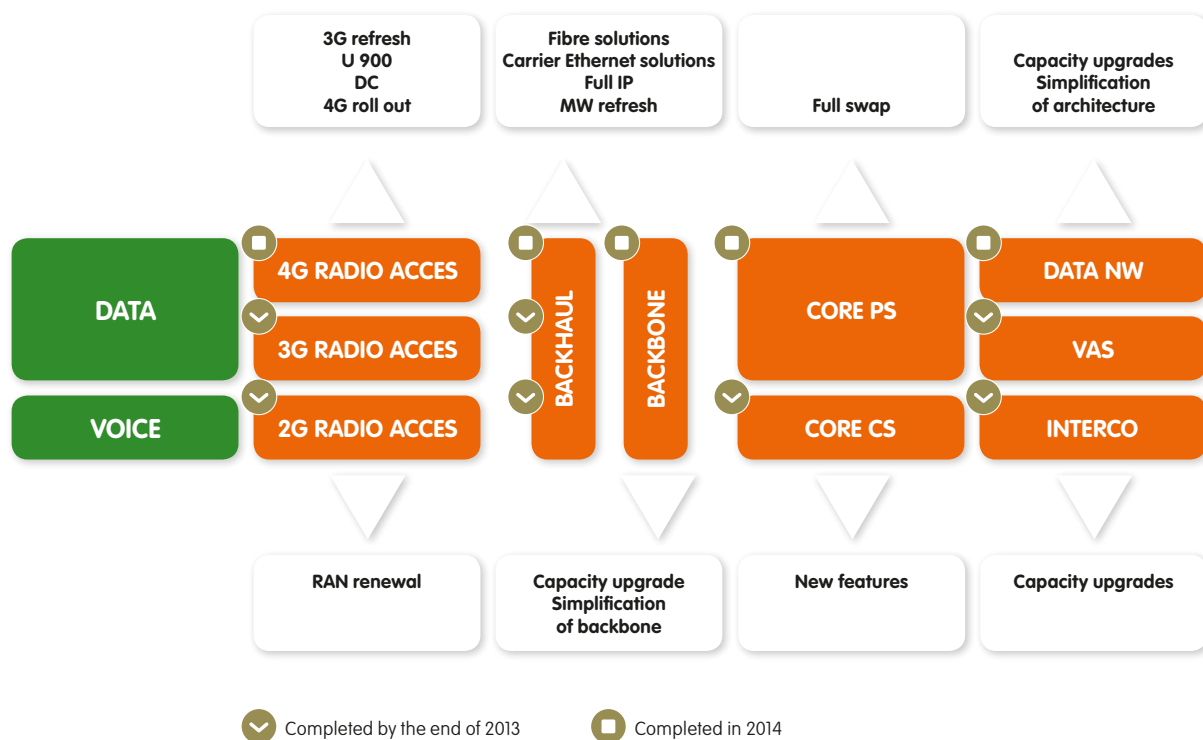 3G refresh
U 900
DC
4G roll out
Fibre solutions
Carrier Ethernet solutions
Full IP
MW refresh
Full swap
Capacity upgrades
Simplification
of architecture
DATA
VOICE
4G RADIO ACCES
3G RADIO ACCES
2G RADIO ACCES
BACKHAUL
BACKBONE
CORE PS
CORE CS
DATA NW
VAS
INTERCO
RAN renewal
Capacity upgrade
Simplification
of backbone
New features
Capacity upgrades
Completed by the end of 2013
Completed in 2014